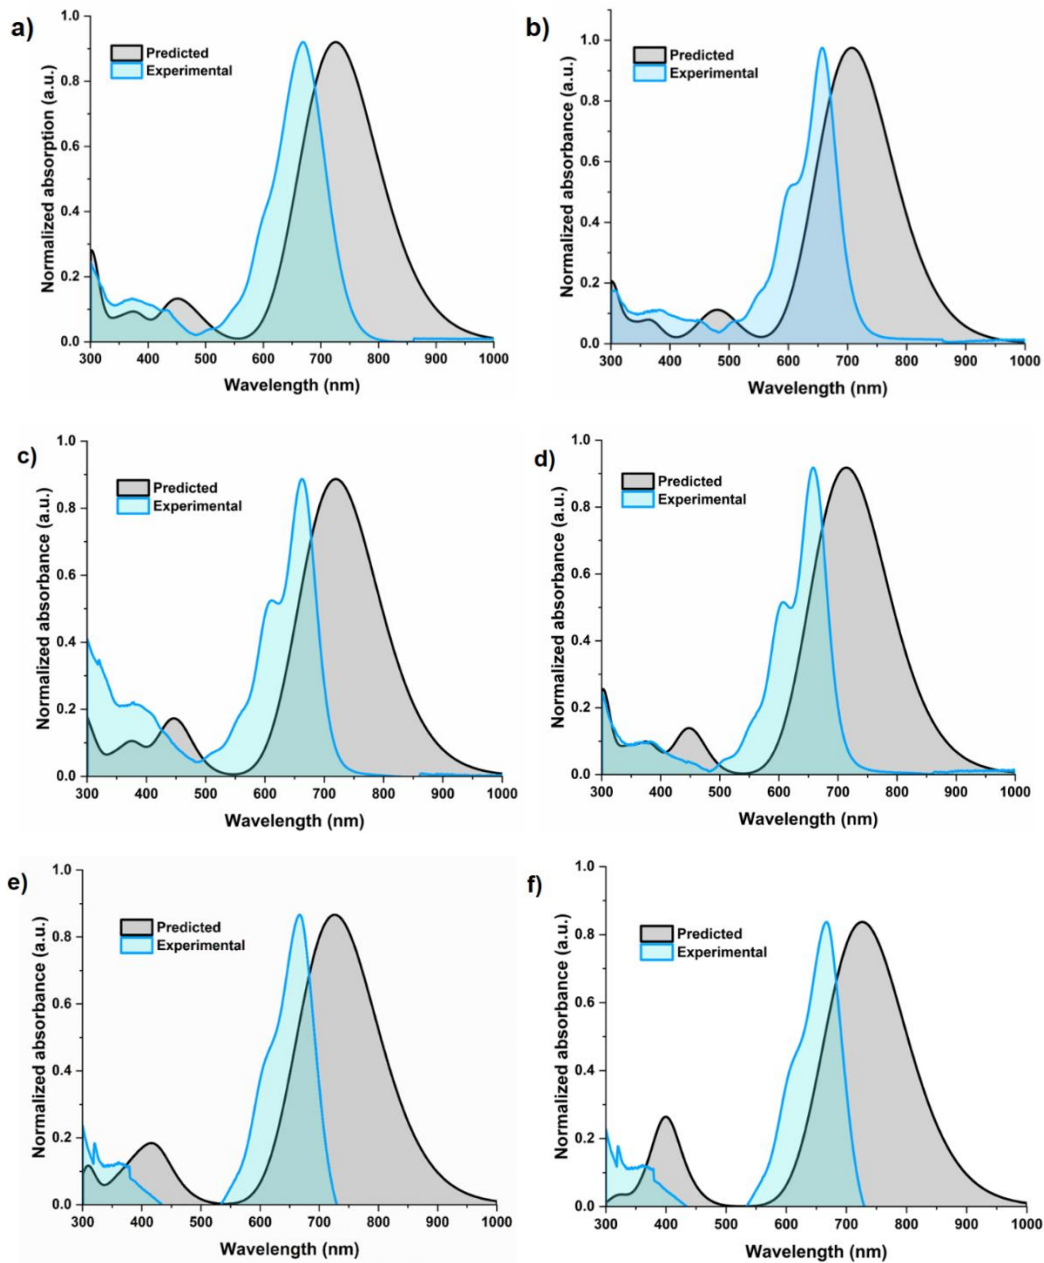 a)
Normalized absorption (a.u.)
1.0
0.8
0.6
0.4
0.2
0.0
Predicted
Experimental
300 400 500 600 700 800 900 1000
Wavelength (nm)
b)
Normalized absorbance (a.u.)
1.0
0.8
0.6
0.4
0.2
0.0
Predicted
Experimental
300 400 500 600 700 800 900 1000
Wavelength (nm)
c)
Normalized absorbance (a.u.)
1.0
0.8
0.6
0.4
0.2
0.0
Predicted
Experimental
300 400 500 600 700 800 900 1000
Wavelength (nm)
d)
Normalized absorbance (a.u.)
1.0
0.8
0.6
0.4
0.2
0.0
Predicted
Experimental
300 400 500 600 700 800 900 1000
Wavelength (nm)
e)
Normalized absorbance (a.u.)
1.0
0.8
0.6
0.4
0.2
0.0
Predicted
Experimental
300 400 500 600 700 800 900 1000
Wavelength (nm)
f)
Normalized absorbance (a.u.)
1.0
0.8
0.6
0.4
0.2
0.0
Predicted
Experimental
300 400 500 600 700 800 900 1000
Wavelength (nm)